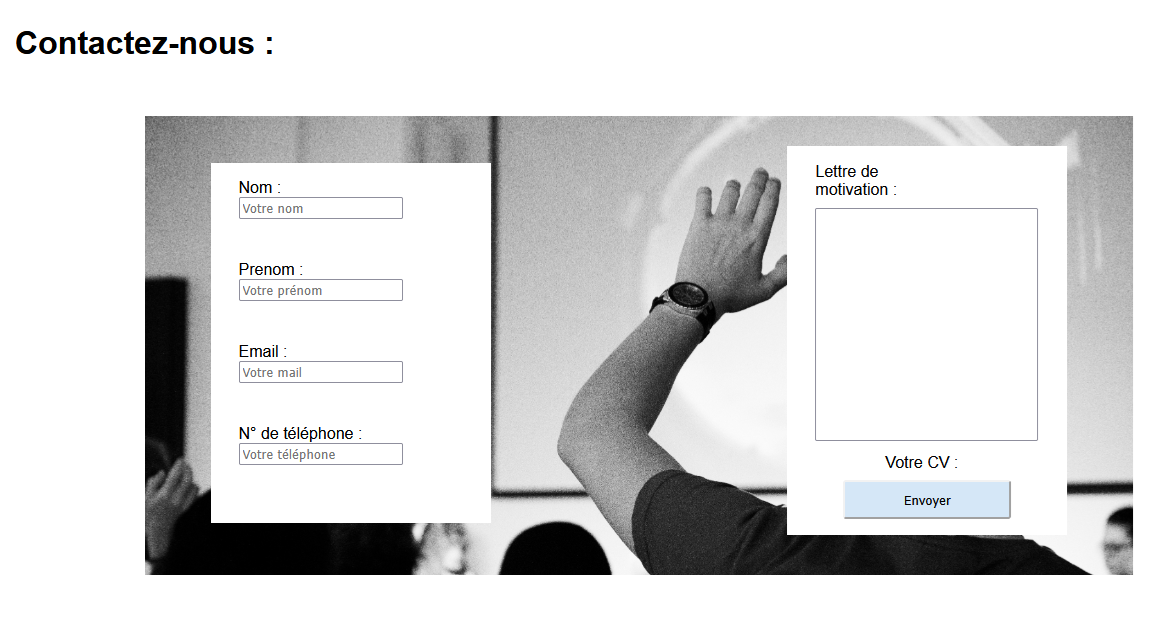 Contactez-nous :
Nom :
Votre nom
Prenom :
Votre prénom
Email :
Votre mail
N° de téléphone :
Votre téléphone
Lettre de
motivation :
Votre CV :
Envoyer